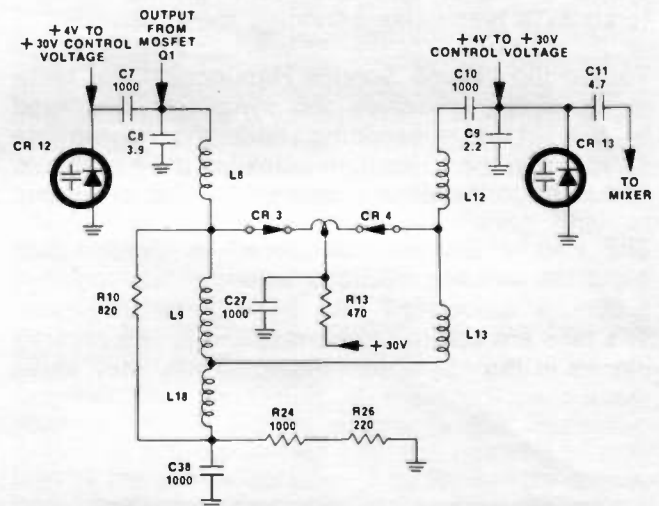 +4V TO
+30V CONTROL
VOLTAGE
OUTPUT
FROM
MOSFET
Q1
C7
1000
CR 12
C8
3.9
L8
+4V TO +30V
CONTROL VOLTAGE
C10
1000
C11
4.7
C9
2.2
CR 13
TO
MIXER
L12
CR 3
CR 4
R10
820
L9
C27
1000
R13
470
+30V
L13
L18
R24
1000
R26
220
C38
1000